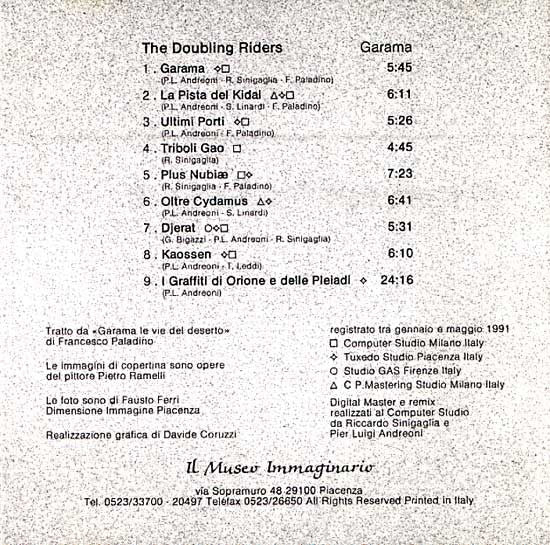 The Doubling Riders Garama
1 . Garama ⟡□ 5:45
(P.L. Andreoni - R. Sinigaglia - F. Paladino)
2 . La Pista del Kidal △⟡□ 6:11
(P.L. Andreoni - S. Linardi - F. Paladino)
3 . Ultimi Porti ⟡□ 5:26
(P.L. Andreoni - F. Paladino)
4 . Triboli Gao □ 4:45
(R. Sinigaglia)
5 . Plus Nubiæ □⟡ 7:23
(R. Sinigaglia - F. Paladino)
6 . Oltre Cydamus △⟡ 6:41
(P.L. Andreoni - S. Linardi)
7 . Djerat ○⟡□ 5:31
(G. Bigazzi - P.L. Andreoni - R. Sinigaglia)
8 . Kaossen ⟡□ 6:10
(P.L. Andreoni - T. Leddi)
9 . I Graffiti di Orione e delle Pleiadi ⟡ 24:16
(P.L. Andreoni)
Tratto da «Garama le vie del deserto»
di Francesco Paladino
Le immagini di copertina sono opere
del pittore Pietro Ramelli
Le foto sono di Fausto Ferri
Dimensione Immagine Piacenza
Realizzazione grafica di Davide Coruzzi
registrato tra gennaio e maggio 1991
□ Computer Studio Milano Italy
⟡ Tuxedo Studio Piacenza Italy
○ Studio GAS Firenze Italy
△ C P.Mastering Studio Milano Italy
Digital Master e remix
realizzati al Computer Studio
da Riccardo Sinigaglia e
Pier Luigi Andreoni
Il Museo Immaginario
via Sopramuro 48 29100 Piacenza
Tel. 0523/33700 - 20497 Telefax 0523/26650 All Rights Reserved Printed in Italy